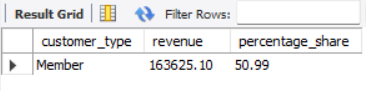 Result Grid Filter Rows:
customer_type revenue percentage_share
Member 163625.10 50.99